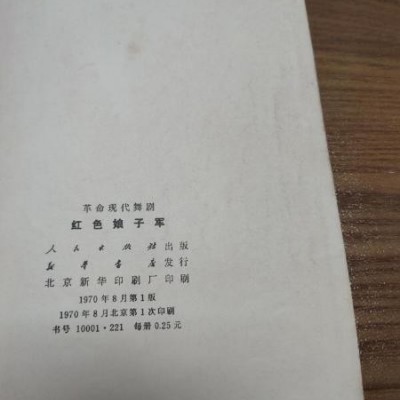 革命现代舞剧
红色娘子军
人民出版社出版
新华书店发行
北京新华印刷厂印刷
1970年8月第1版
1970年8月北京第1次印刷
书号 10001·221 每册 0.25元